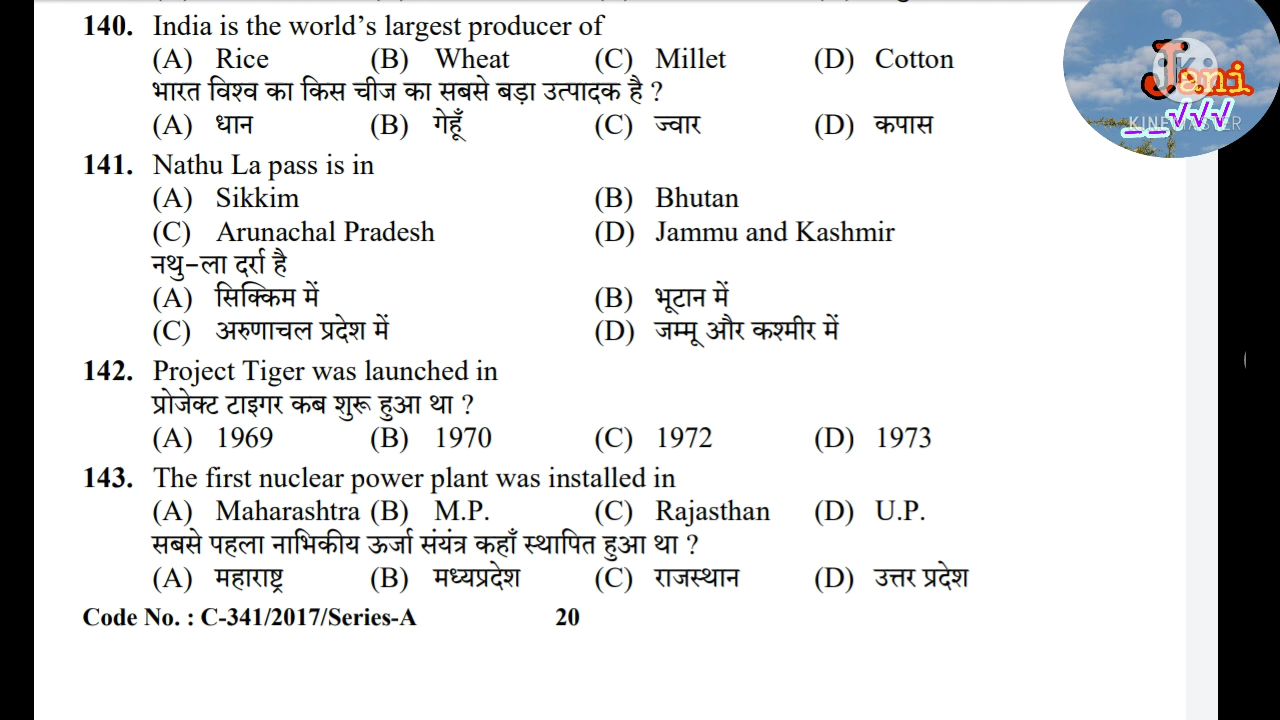 140. India is the world’s largest producer of
(A) Rice (B) Wheat (C) Millet (D) Cotton
भारत विश्व का किस चीज का सबसे बड़ा उत्पादक है ?
(A) धान (B) गेहूँ (C) ज्वार (D) कपास
141. Nathu La pass is in
(A) Sikkim (B) Bhutan
(C) Arunachal Pradesh (D) Jammu and Kashmir
नथु-ला दर्रा है
(A) सिक्किम में (B) भूटान में
(C) अरुणाचल प्रदेश में (D) जम्मू और कश्मीर में
142. Project Tiger was launched in
प्रोजेक्ट टाइगर कब शुरू हुआ था ?
(A) 1969 (B) 1970 (C) 1972 (D) 1973
143. The first nuclear power plant was installed in
(A) Maharashtra (B) M.P. (C) Rajasthan (D) U.P.
सबसे पहला नाभिकीय ऊर्जा संयंत्र कहाँ स्थापित हुआ था ?
(A) महाराष्ट्र (B) मध्यप्रदेश (C) राजस्थान (D) उत्तर प्रदेश
Code No. : C-341/2017/Series-A 20
Jani